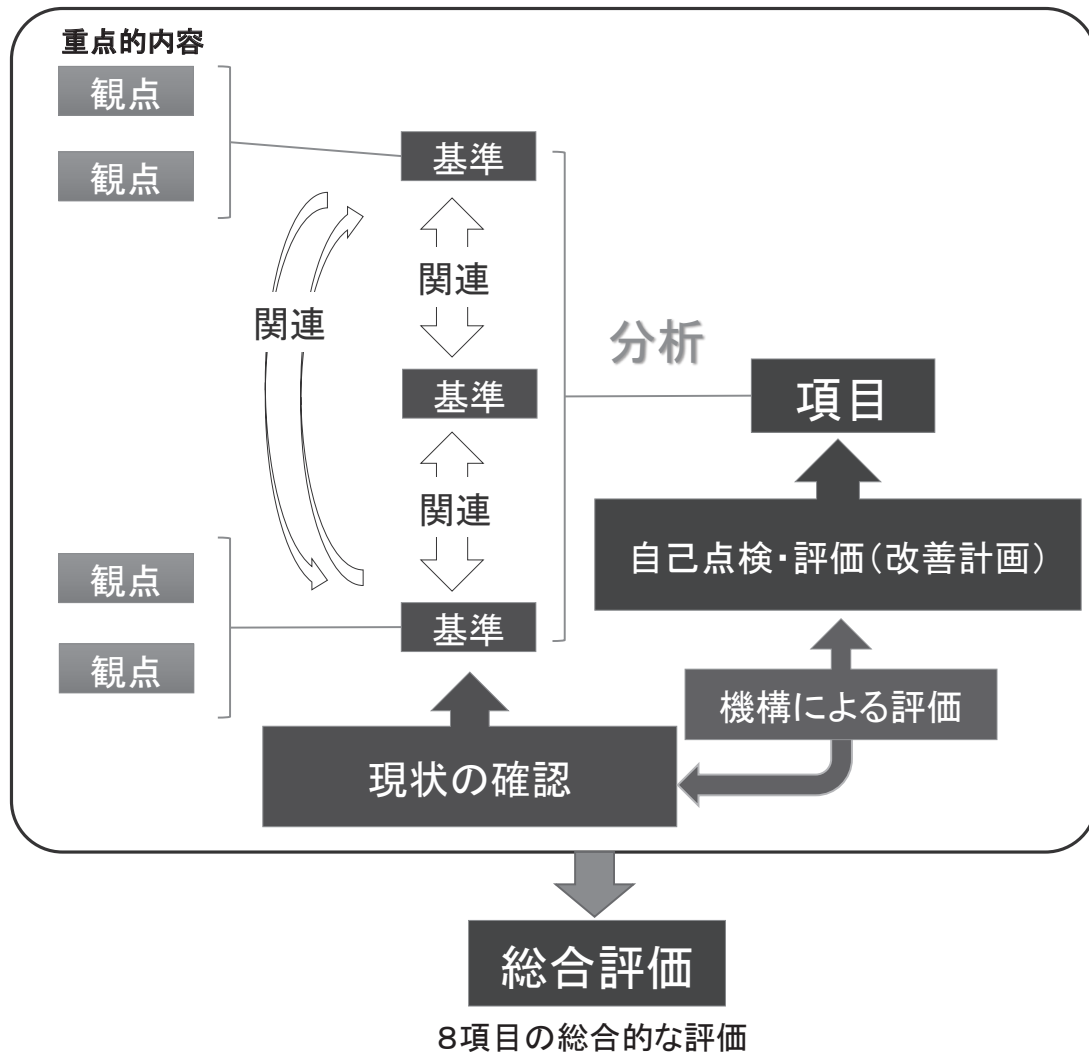 重点的内容
観点
観点
基準
関連
関連
分析
基準
項目
関連
自己点検・評価(改善計画)
観点
観点
基準
機構による評価
現状の確認
総合評価
8項目の総合的な評価